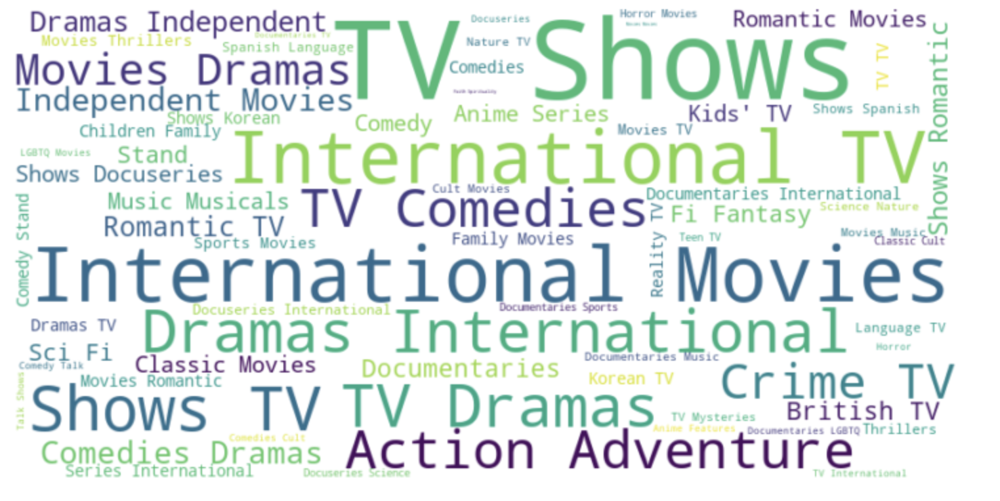 Dramas Independent
TV Shows
Docuseries
Horror Movies
Romantic Movies
Movies Thrillers
Documentaries TV
Spanish Language
Nature TV
TV TV
Shows Romantic
Movies Dramas
Comedies
Independent Movies
Faith Spirituality
Shows Korean
Comedy
Anime Series
Kids' TV
Shows Spanish
Children Family
Movies TV
LGBTQ Movies
Stand
International TV
Shows Docuseries
Music Musicals
TV Comedies
Cult Movies
Documentaries International
Fi Fantasy
Science Nature
Comedy Stand
Romantic TV
Reality TV
Sports Movies
Family Movies
Teen TV
Movies Music
Classic Cult
International Movies
Docuseries International
Documentaries Sports
Dramas TV
Dramas International
Language TV
Sci Fi
Horror
Comedy Talk
Classic Movies
Documentaries
Documentaries Music
Movies Romantic
Korean TV
Crime TV
Talk Shows
Shows TV
TV Dramas
British TV
TV Mysteries
Anime Features
Documentaries LGBTQ
Thrillers
Comedies Cult
Comedies Dramas
Action Adventure
Series International
Docuseries Science
TV International